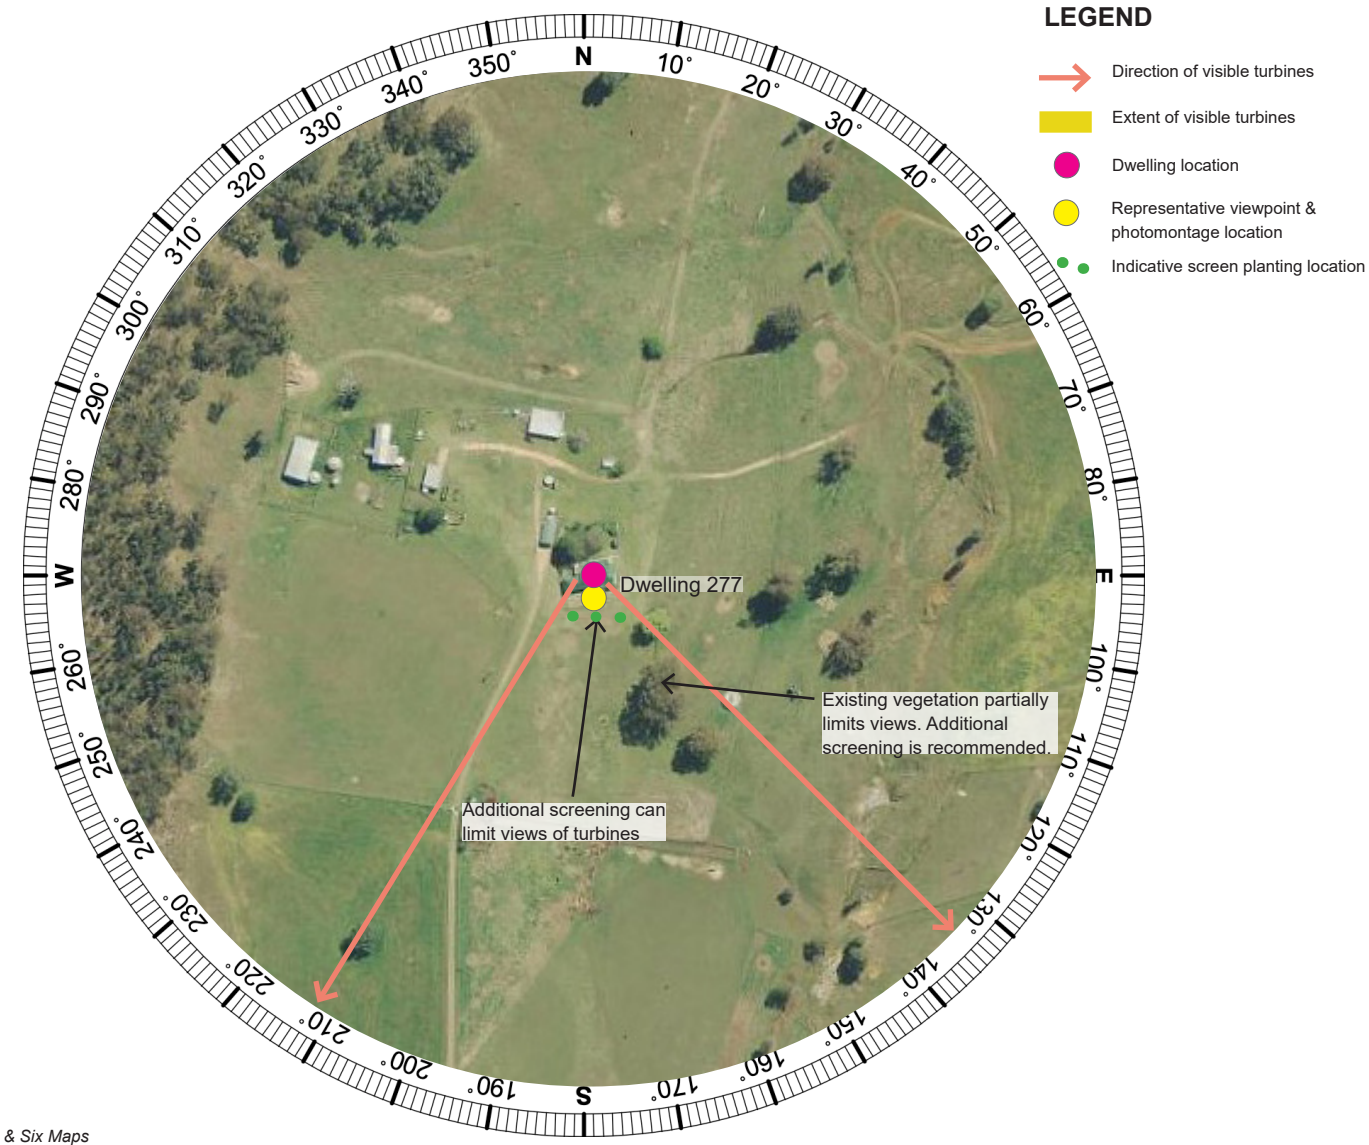 LEGEND
Direction of visible turbines
Extent of visible turbines
Dwelling location
Representative viewpoint &
photomontage location
Indicative screen planting location
N
10°
20°
30°
40°
50°
60°
70°
80°
E
100°
110°
120°
130°
140°
150°
160°
170°
S
190°
200°
210°
220°
230°
240°
250°
260°
W
280°
290°
300°
310°
320°
330°
340°
350°
Dwelling 277
Existing vegetation partially
limits views. Additional
screening is recommended.
Additional screening can
limit views of turbines
& Six Maps